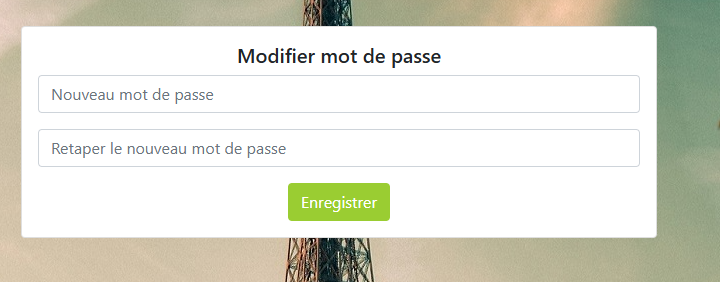 Modifier mot de passe
Nouveau mot de passe
Retaper le nouveau mot de passe
Enregistrer